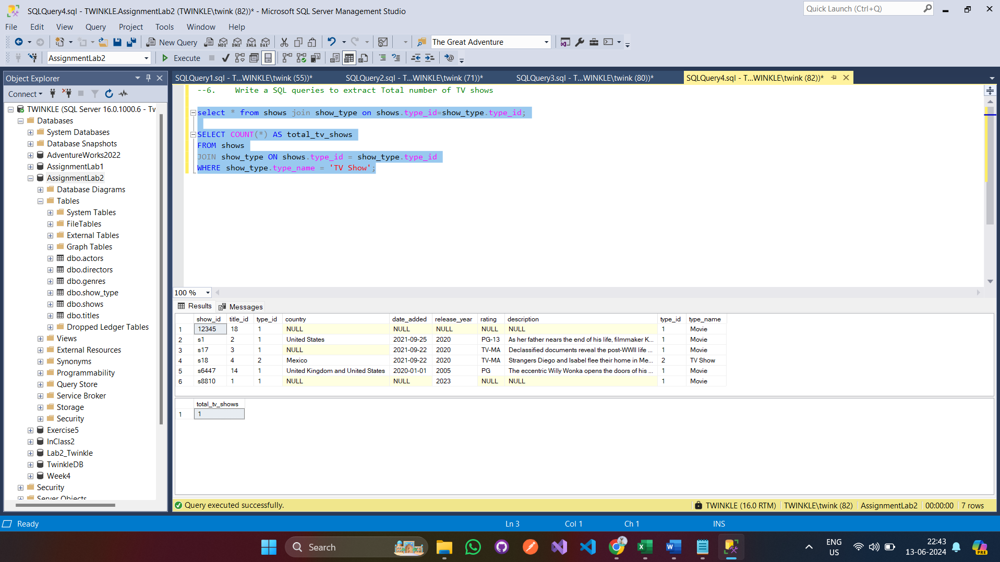 SQLQuery4.sql - TWINKLE.AssignmentLab2 (TWINKLE\twink (82))* - Microsoft SQL Server Management Studio
Quick Launch (Ctrl+Q)
File Edit View Query Project Tools Window Help
New Query MDX DMX XMLA DAX The Great Adventure
AssignmentLab2 Execute
Object Explorer
Connect
TWINKLE (SQL Server 16.0.1000.6 - Tw
Databases
System Databases
Database Snapshots
AdventureWorks2022
AssignmentLab1
AssignmentLab2
Database Diagrams
Tables
System Tables
FileTables
External Tables
Graph Tables
dbo.actors
dbo.directors
dbo.genres
dbo.show_type
dbo.shows
dbo.titles
Dropped Ledger Tables
Views
External Resources
Synonyms
Programmability
Query Store
Service Broker
Storage
Security
Exercise5
InClass2
Lab2_Twinkle
TwinkleDB
Week4
Security
Server Objects
SQLQuery1.sql - T...WINKLE\twink (55))* SQLQuery2.sql - T...WINKLE\twink (71))* SQLQuery3.sql - T...WINKLE\twink (80))* SQLQuery4.sql - T...WINKLE\twink (82))*
--6. Write a SQL queries to extract Total number of TV shows
select * from shows join show_type on shows.type_id=show_type.type_id;
SELECT COUNT(*) AS total_tv_shows
FROM shows
JOIN show_type ON shows.type_id = show_type.type_id
WHERE show_type.type_name = 'TV Show';
100 %
Results Messages
show_id title_id type_id country date_added release_year rating description type_id type_name
1 12345 18 1 NULL NULL NULL NULL NULL 1 Movie
2 s1 2 1 United States 2021-09-25 2020 PG-13 As her father nears the end of his life, filmmaker K... 1 Movie
3 s17 3 1 NULL 2021-09-22 2020 TV-MA Declassified documents reveal the post-WWII life ... 1 Movie
4 s18 4 2 Mexico 2021-09-22 2020 TV-MA Strangers Diego and Isabel flee their home in Me... 2 TV Show
5 s6447 14 1 United Kingdom and United States 2020-01-01 2005 PG The eccentric Willy Wonka opens the doors of his ... 1 Movie
6 s8810 1 1 NULL NULL 2023 NULL NULL 1 Movie
total_tv_shows
1 1
Query executed successfully. TWINKLE (16.0 RTM) TWINKLE\twink (82) AssignmentLab2 00:00:00 7 rows
Ready Ln 3 Col 1 Ch 1 INS
Search
ENG
US
22:43
13-06-2024
PRE